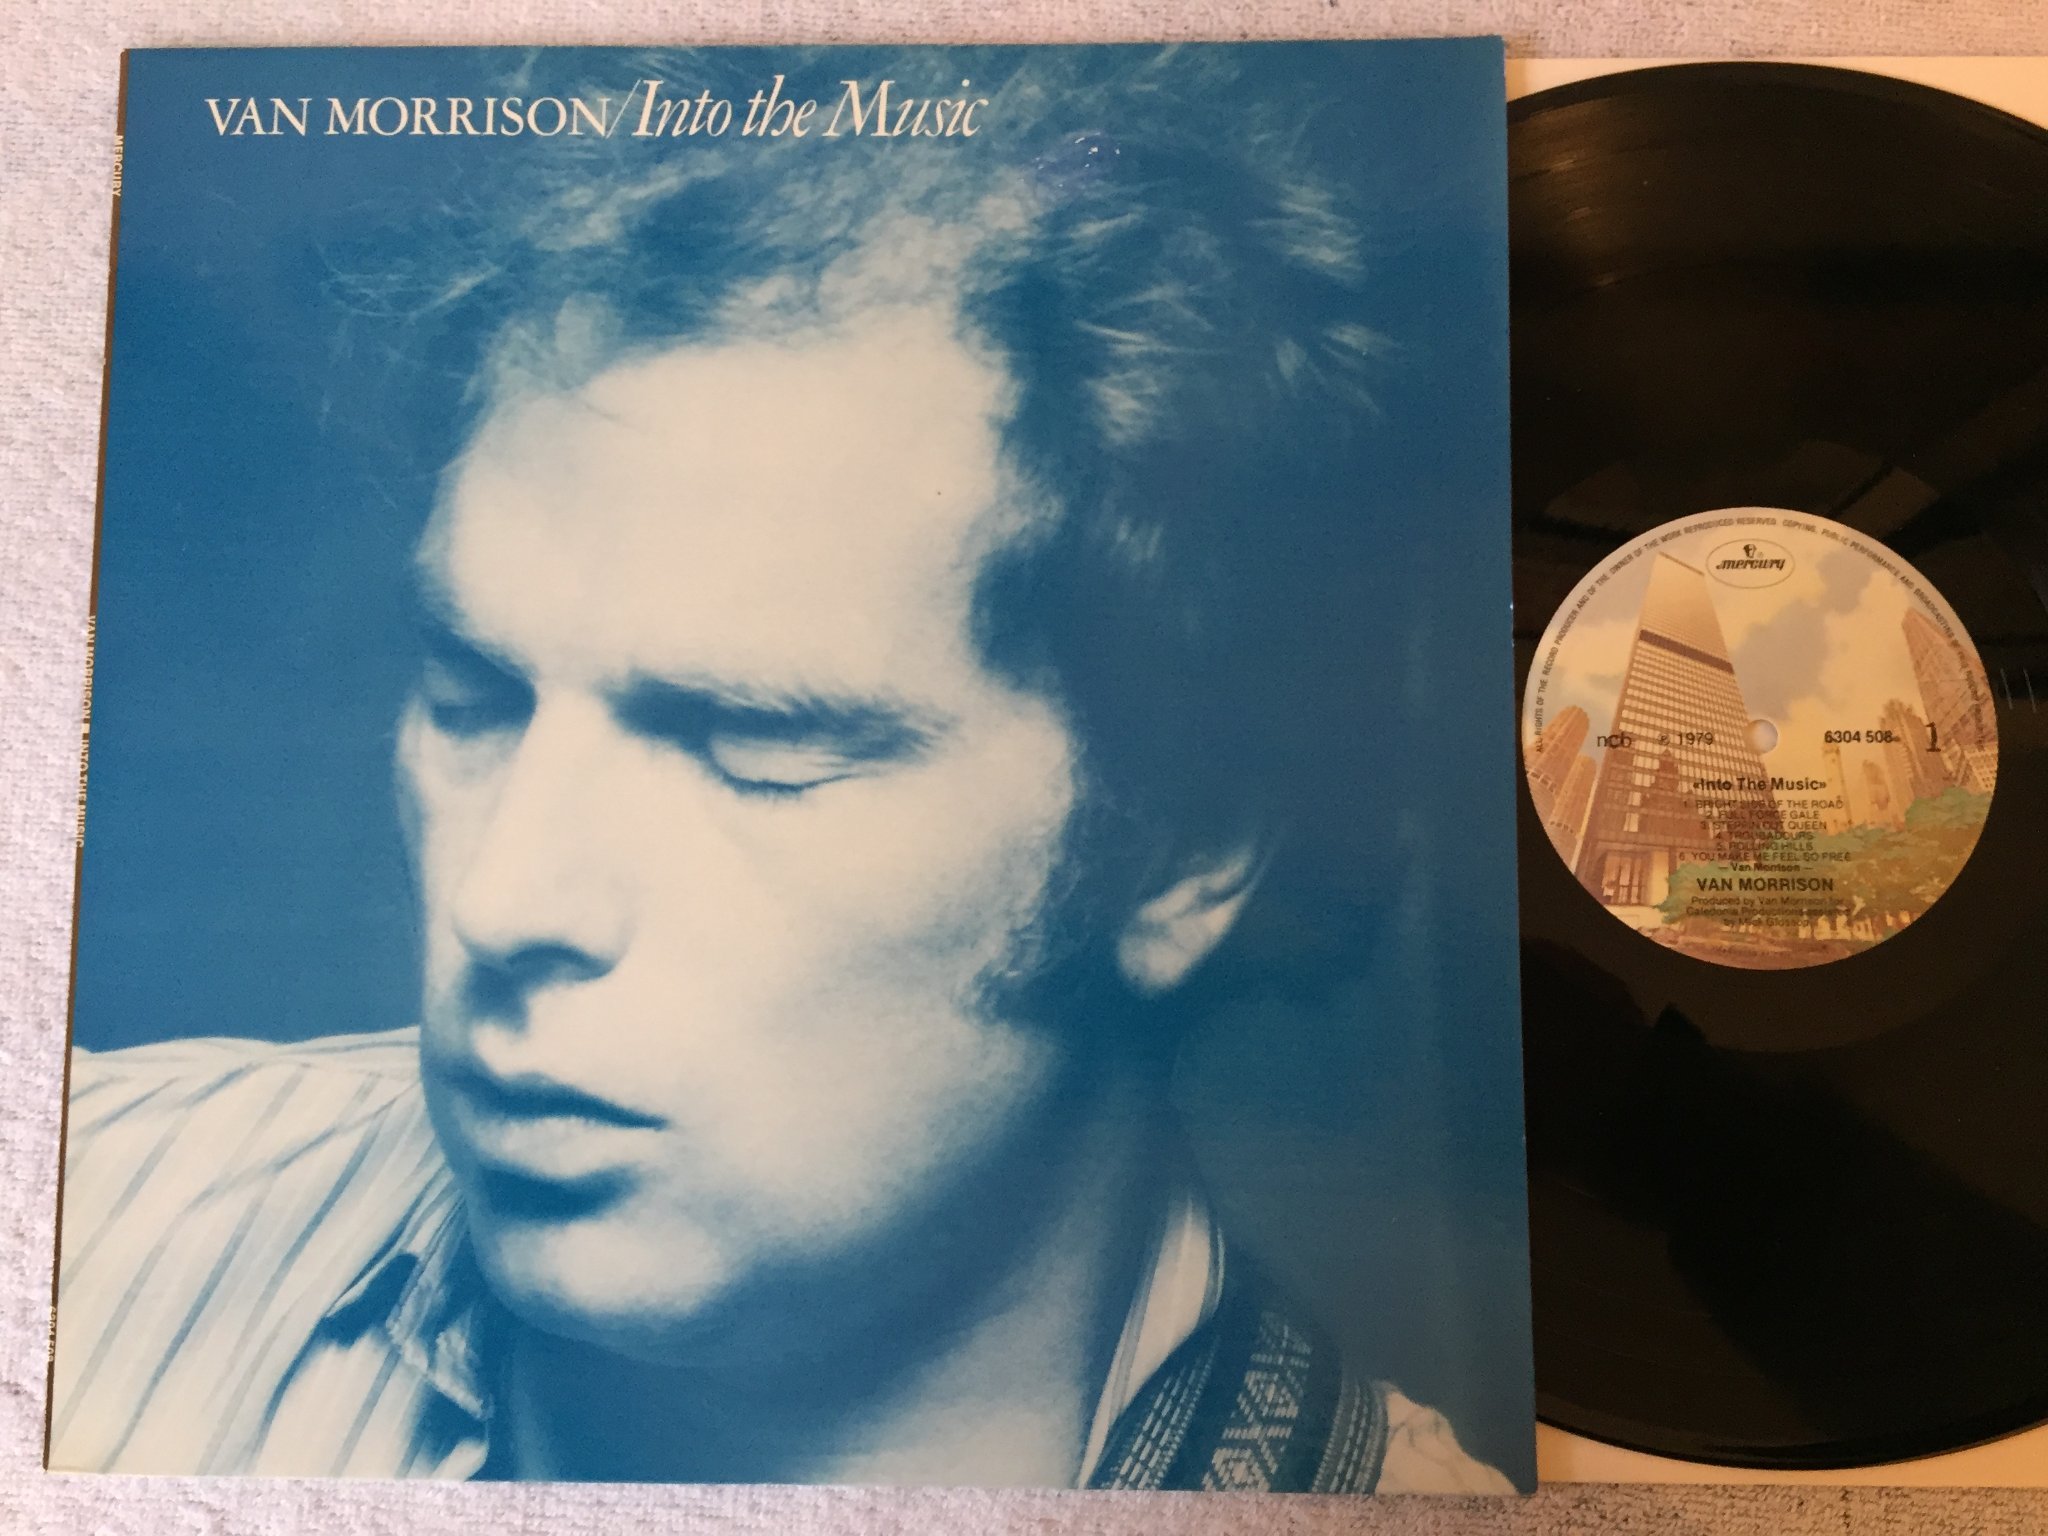 VAN MORRISON/Into the Music
MERCURY
VAN MORRISON ■ INTO THE MUSIC
ALL RIGHTS OF THE RECORD PRODUCER AND OF THE OWNER OF THE WORK REPRODUCED RESERVED. COPYING, PUBLIC PERFORMANCE AND BROADCASTING
mercury
ncb ℗ 1979 6304 508 1
«Into The Music»
1. BRIGHT SIDE OF THE ROAD
2. FULL FORCE GALE
3. STEPPIN OUT QUEEN
4. TROUBADOURS
5. ROLLING HILLS
6. YOU MAKE ME FEEL SO FREE
— Van Morrison —
VAN MORRISON
Produced by Van Morrison for
Caledonia Productions
by Mick Glossop